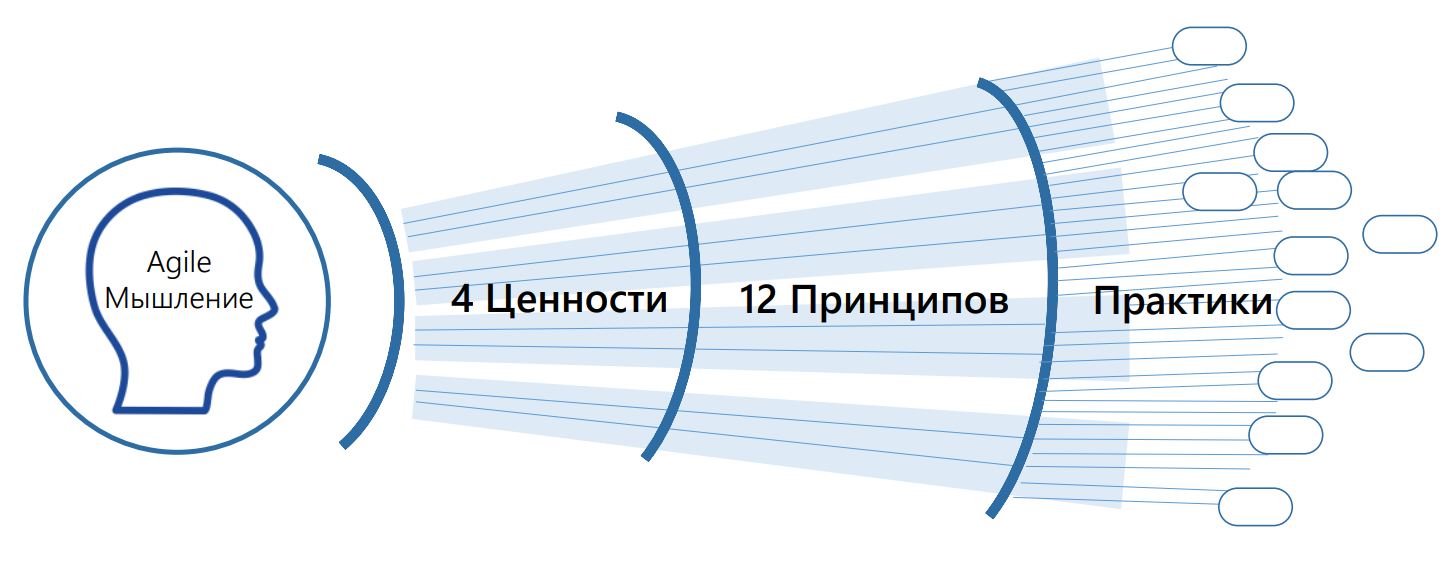 Agile
Мышление
4 Ценности
12 Принципов
Практики